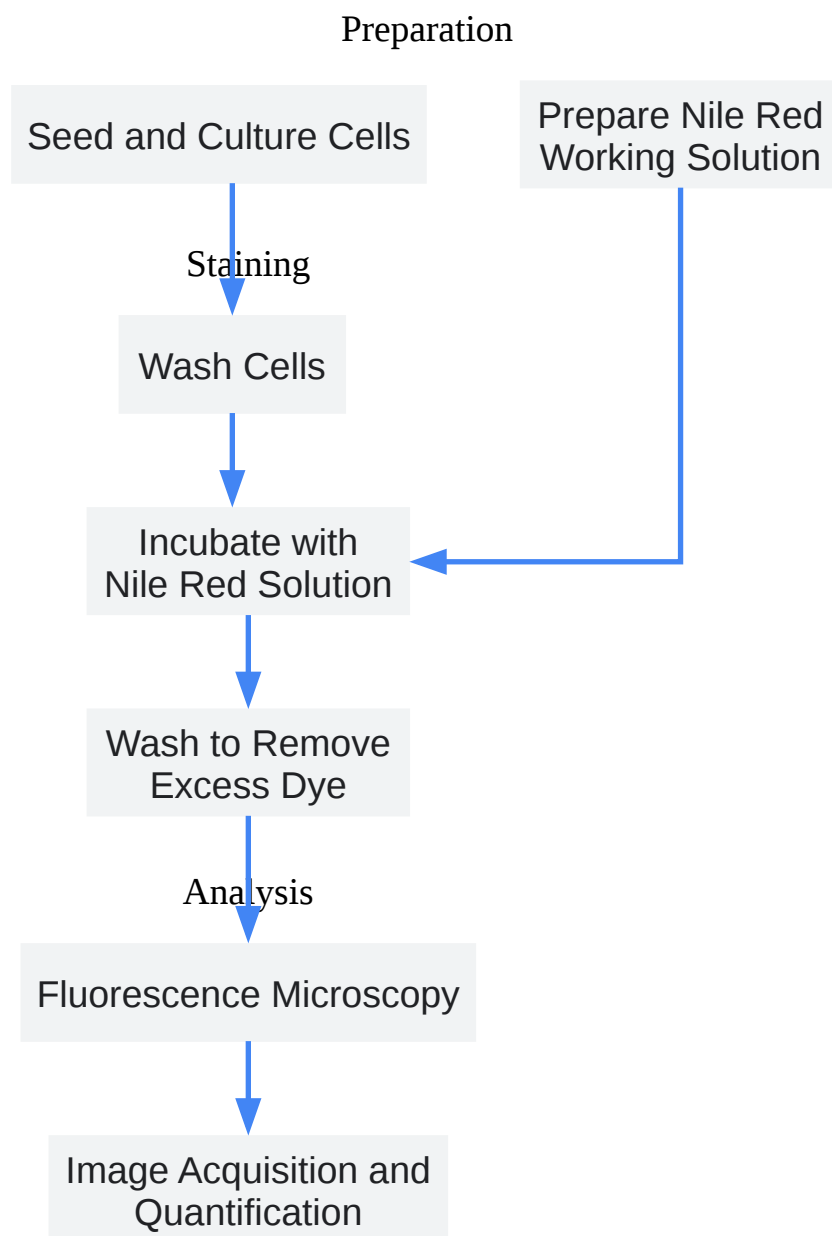 Preparation
Seed and Culture Cells
Prepare Nile Red
Working Solution
Staining
Wash Cells
Incubate with
Nile Red Solution
Wash to Remove
Excess Dye
Analysis
Fluorescence Microscopy
Image Acquisition and
Quantification